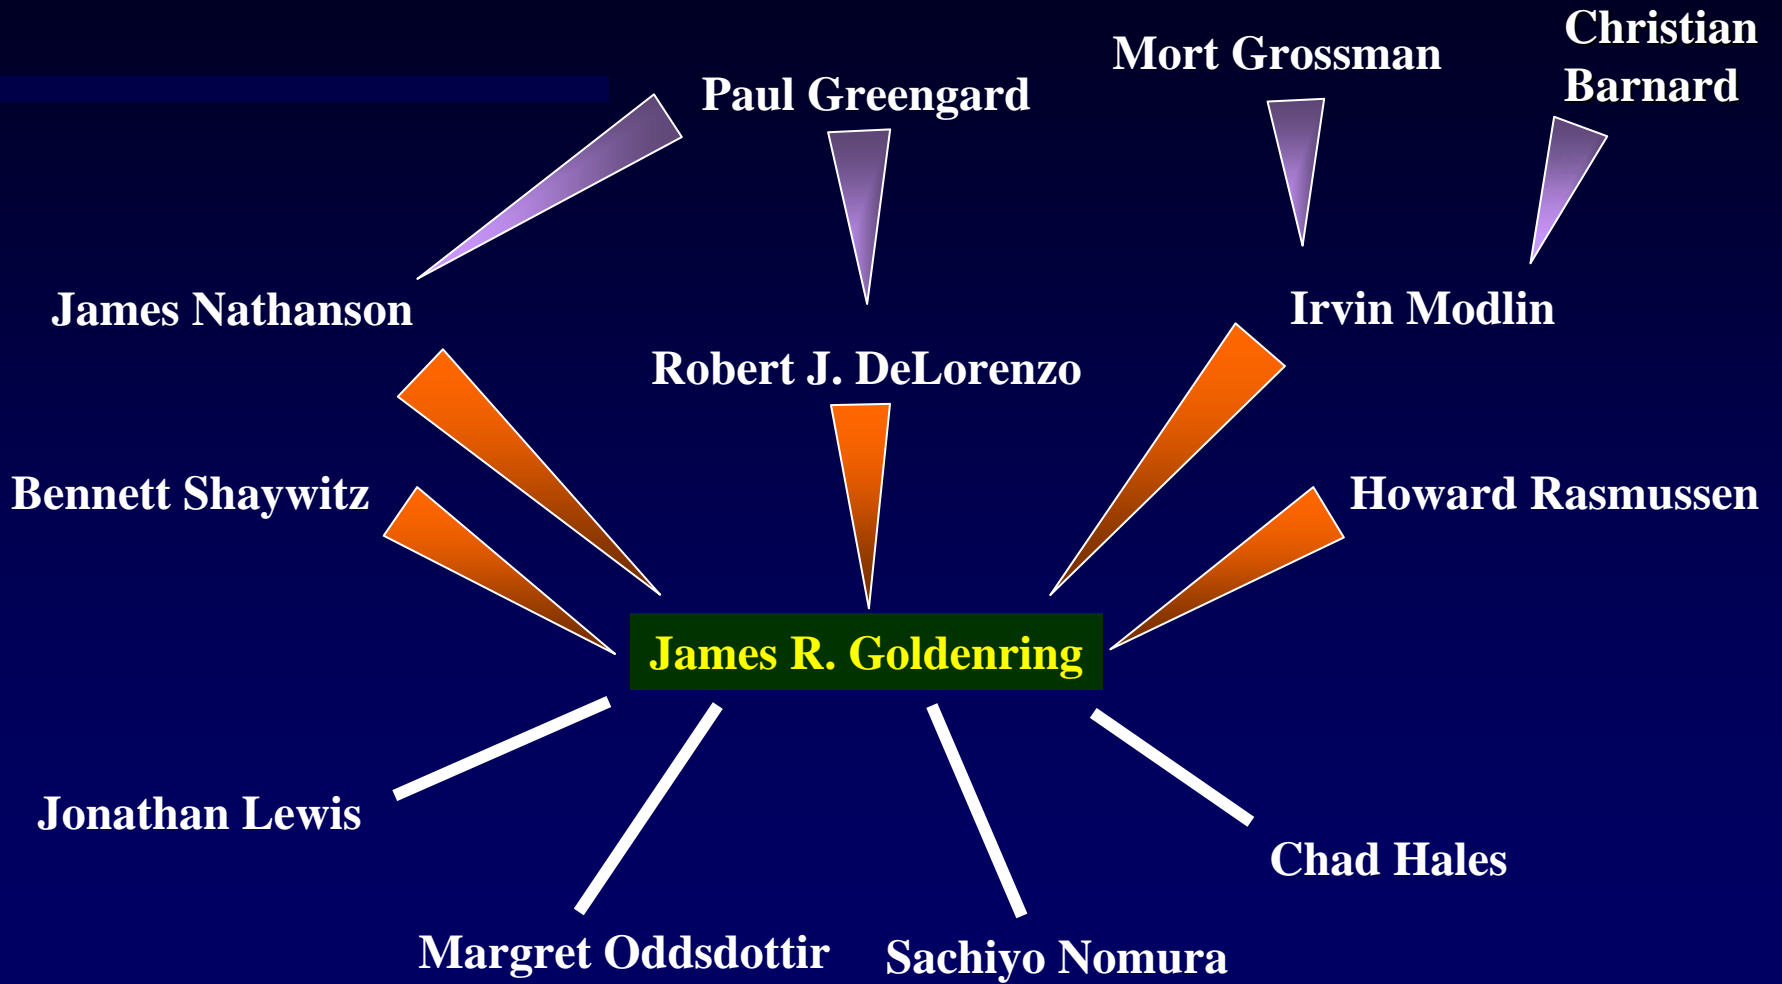 Christian
Barnard
Mort Grossman
Paul Greengard
James Nathanson
Irvin Modlin
Robert J. DeLorenzo
Bennett Shaywitz
Howard Rasmussen
James R. Goldenring
Jonathan Lewis
Chad Hales
Margret Oddsdottir
Sachiyo Nomura